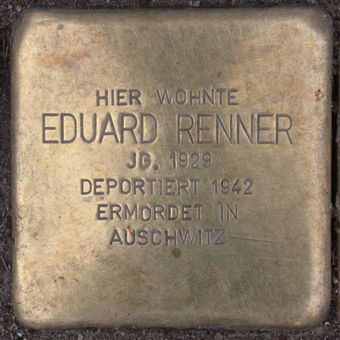 HIER WOHNTE
EDUARD RENNER
JG. 1929
DEPORTIERT 1942
ERMORDET IN
AUSCHWITZ